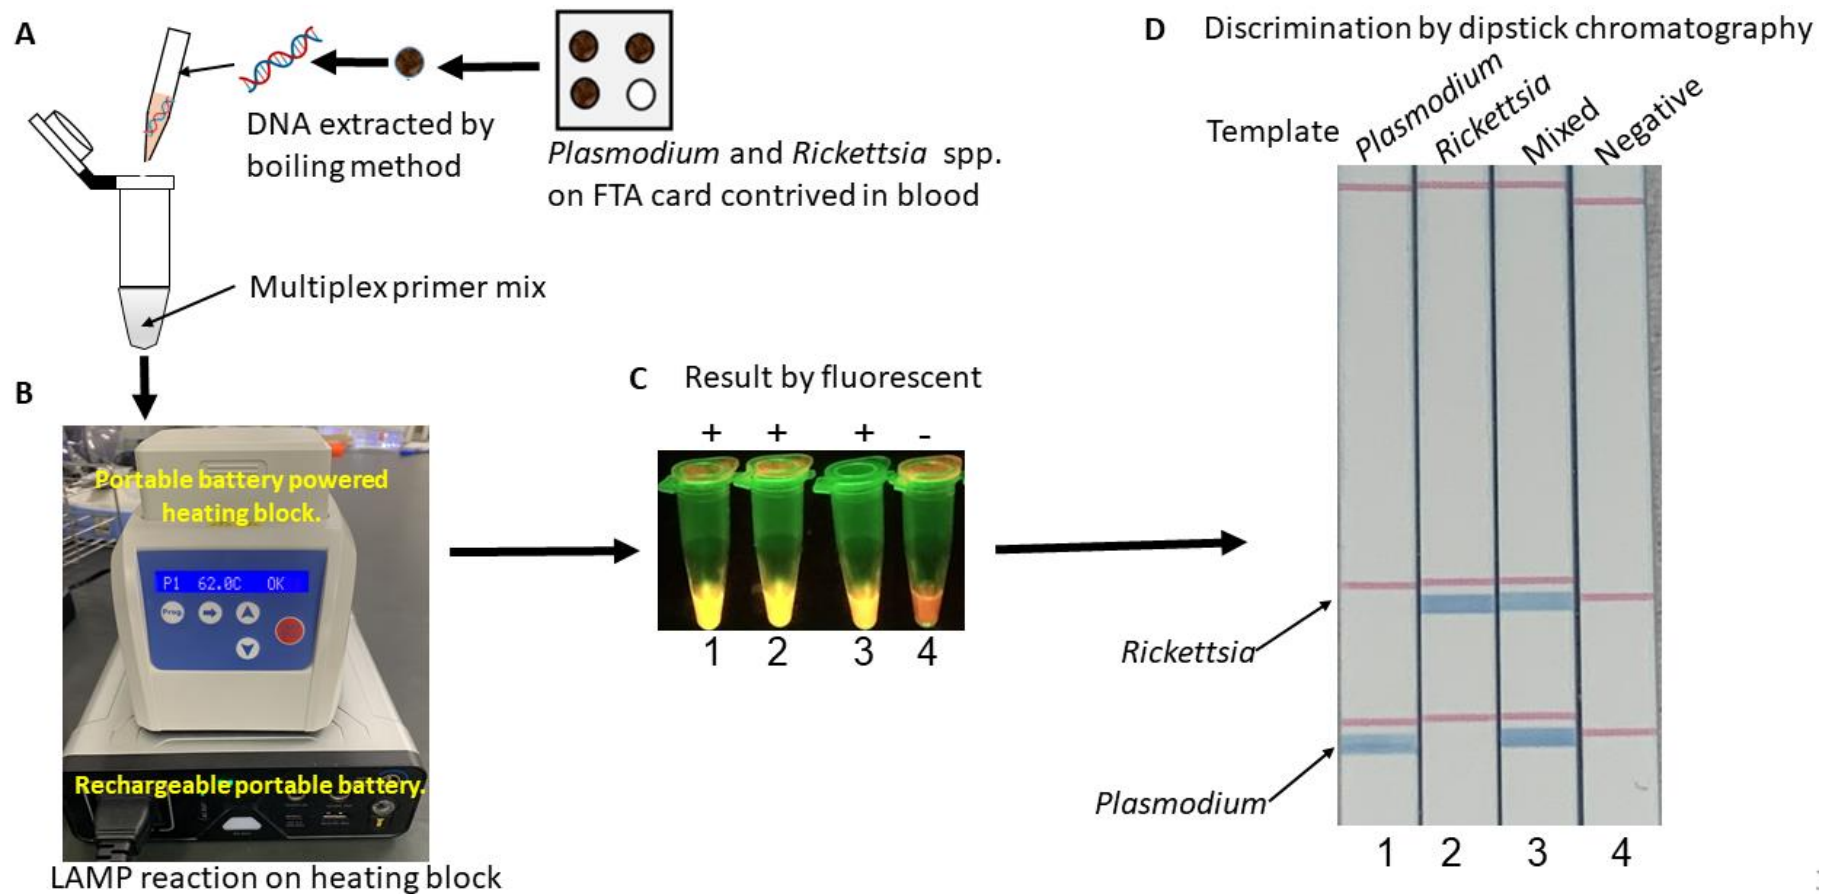 A
DNA extracted by
boiling method
Plasmodium and Rickettsia spp.
on FTA card contrived in blood
Multiplex primer mix
B
Portable battery powered
heating block.
P1 62.0C OK
Prog
Rechargeable portable battery.
LAMP reaction on heating block
C Result by fluorescent
+ + + -
1 2 3 4
D Discrimination by dipstick chromatography
Template Plasmodium Rickettsia Mixed Negative
Rickettsia
Plasmodium
1 2 3 4